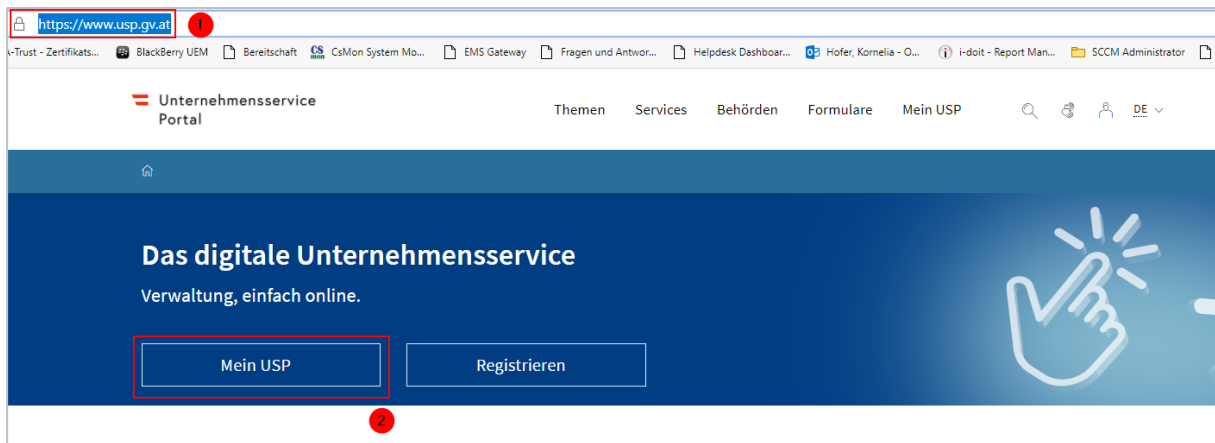 https://www.usp.gv.at 1
-Trust - Zertifikats... BlackBerry UEM Bereitschaft CsMon System Mo... EMS Gateway Fragen und Antwor... Helpdesk Dashboar... Hofer, Kornelia - O... i-doit - Report Man... SCCM Administrator
Unternehmensservice
Portal
Themen Services Behörden Formulare Mein USP DE
Das digitale Unternehmensservice
Verwaltung, einfach online.
Mein USP Registrieren
2